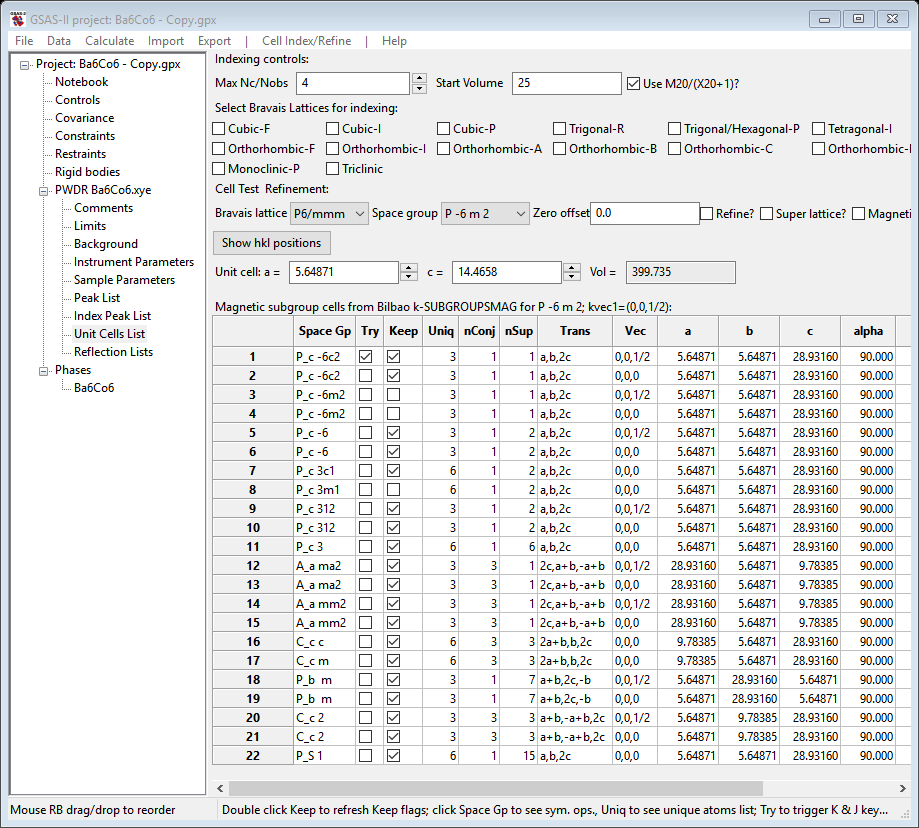 GSAS-II project: Ba6Co6 - Copy.gpx
File Data Calculate Import Export | Cell Index/Refine | Help
Project: Ba6Co6 - Copy.gpx
Notebook
Controls
Covariance
Constraints
Restraints
Rigid bodies
PWDR Ba6Co6.xye
Comments
Limits
Background
Instrument Parameters
Sample Parameters
Peak List
Index Peak List
Unit Cells List
Reflection Lists
Phases
Ba6Co6
Indexing controls:
Max Nc/Nobs 4 Start Volume 25 Use M20/(X20+1)?
Select Bravais Lattices for indexing:
Cubic-F Cubic-I Cubic-P Trigonal-R Trigonal/Hexagonal-P Tetragonal-I
Orthorhombic-F Orthorhombic-I Orthorhombic-A Orthorhombic-B Orthorhombic-C Orthorhombic-I
Monoclinic-P Triclinic
Cell Test Refinement:
Bravais lattice P6/mmm Space group P -6 m 2 Zero offset 0.0 Refine? Super lattice? Magneti
Show hkl positions
Unit cell: a = 5.64871 c = 14.4658 Vol = 399.735
Magnetic subgroup cells from Bilbao k-SUBGROUPSMAG for P -6 m 2; kvec1=(0,0,1/2):
Space Gp Try Keep Uniq nConj nSup Trans Vec a b c alpha
1 P_c -6c2 3 1 1 a,b,2c 0,0,1/2 5.64871 5.64871 28.93160 90.000
2 P_c -6c2 3 1 1 a,b,2c 0,0,0 5.64871 5.64871 28.93160 90.000
3 P_c -6m2 3 1 1 a,b,2c 0,0,1/2 5.64871 5.64871 28.93160 90.000
4 P_c -6m2 3 1 1 a,b,2c 0,0,0 5.64871 5.64871 28.93160 90.000
5 P_c -6 3 1 2 a,b,2c 0,0,1/2 5.64871 5.64871 28.93160 90.000
6 P_c -6 3 1 2 a,b,2c 0,0,0 5.64871 5.64871 28.93160 90.000
7 P_c 3c1 6 1 2 a,b,2c 0,0,0 5.64871 5.64871 28.93160 90.000
8 P_c 3m1 6 1 2 a,b,2c 0,0,0 5.64871 5.64871 28.93160 90.000
9 P_c 312 3 1 2 a,b,2c 0,0,1/2 5.64871 5.64871 28.93160 90.000
10 P_c 312 3 1 2 a,b,2c 0,0,0 5.64871 5.64871 28.93160 90.000
11 P_c 3 6 1 6 a,b,2c 0,0,0 5.64871 5.64871 28.93160 90.000
12 A_a ma2 3 3 1 2c,a+b,-a+b 0,0,1/2 28.93160 5.64871 9.78385 90.000
13 A_a ma2 3 3 1 2c,a+b,-a+b 0,0,0 28.93160 5.64871 9.78385 90.000
14 A_a mm2 3 3 1 2c,a+b,-a+b 0,0,1/2 28.93160 5.64871 9.78385 90.000
15 A_a mm2 3 3 1 2c,a+b,-a+b 0,0,0 28.93160 5.64871 9.78385 90.000
16 C_c c 6 3 3 2a+b,b,2c 0,0,0 9.78385 5.64871 28.93160 90.000
17 C_c m 6 3 3 2a+b,b,2c 0,0,0 9.78385 5.64871 28.93160 90.000
18 P_b m 3 1 7 a+b,2c,-b 0,0,1/2 5.64871 28.93160 5.64871 90.000
19 P_b m 3 1 7 a+b,2c,-b 0,0,0 5.64871 28.93160 5.64871 90.000
20 C_c 2 3 3 3 a+b,-a+b,2c 0,0,1/2 5.64871 9.78385 28.93160 90.000
21 C_c 2 3 3 3 a+b,-a+b,2c 0,0,0 5.64871 9.78385 28.93160 90.000
22 P_S 1 6 1 15 a,b,2c 0,0,0 5.64871 5.64871 28.93160 90.000
Mouse RB drag/drop to reorder
Double click Keep to refresh Keep flags; click Space Gp to see sym. ops., Uniq to see unique atoms list; Try to trigger K & J key...